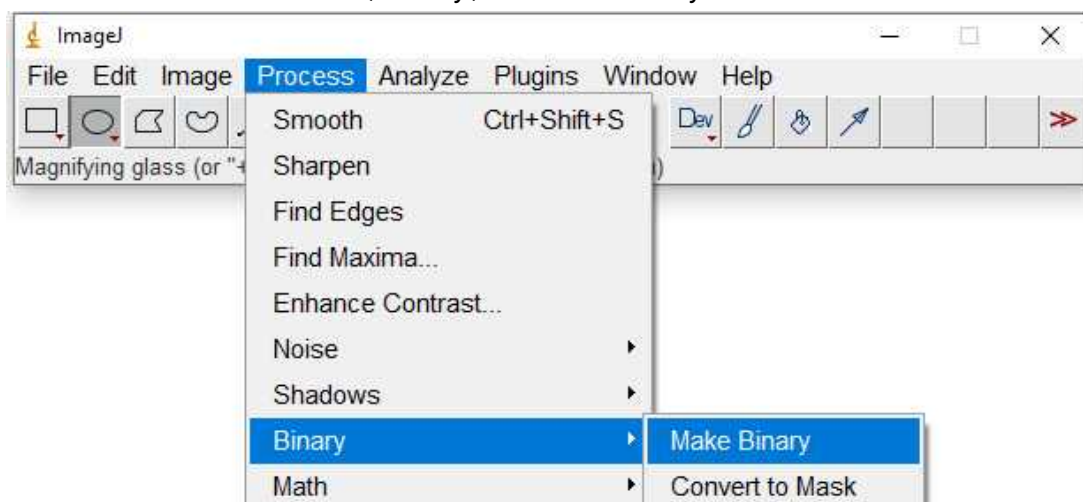 ImageJ
File Edit Image Process Analyze Plugins Window Help
Dev
Magnifying glass (or "+ )
Smooth Ctrl+Shift+S
Sharpen
Find Edges
Find Maxima...
Enhance Contrast...
Noise
Shadows
Binary
Make Binary
Math
Convert to Mask